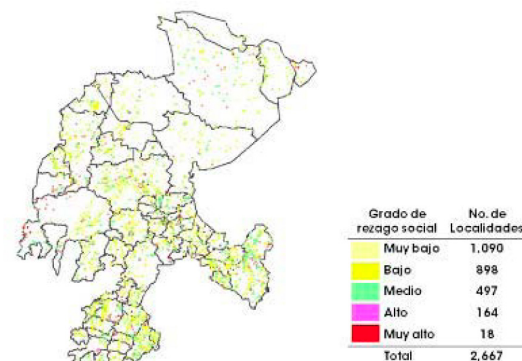 Grado de rezago social No. de Localidades
Muy bajo 1,090
Bajo 898
Medio 497
Alto 164
Muy alto 18
Total 2,667